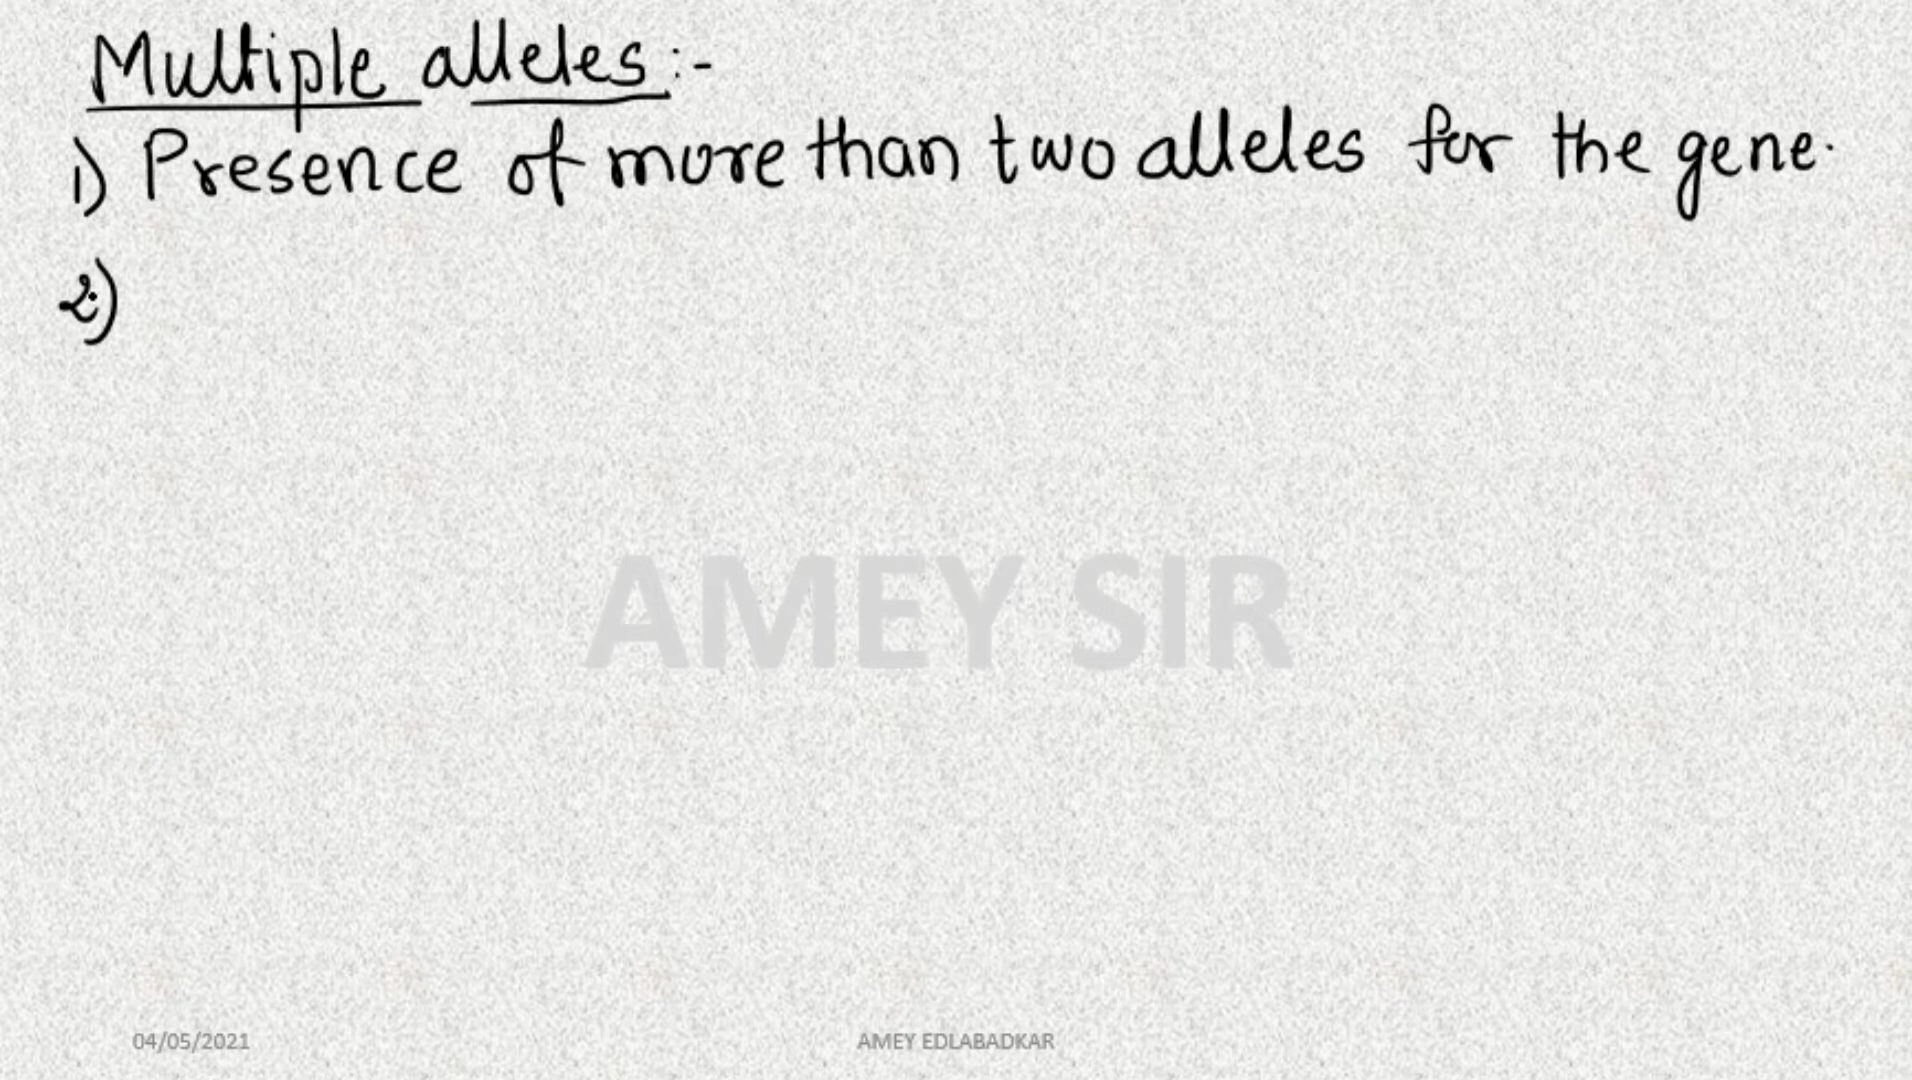 Multiple alleles :-
1) Presence of more than two alleles for the gene.
2)
AMEY SIR
04/05/2021 AMEY EDLABADKAR